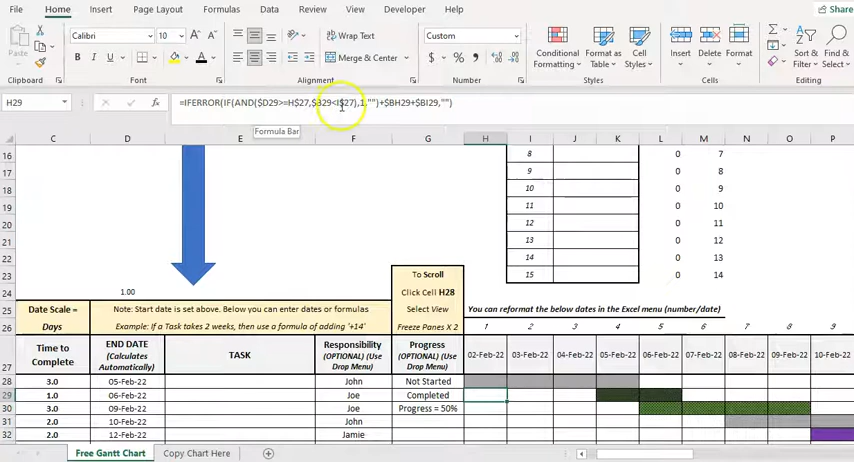 File Home Page Layout Formulas Data Review View Developer Help Share
Calibri 10 Wrap Text Custom
B I U Merge & Center $ % Conditional Formatting Format as Table Cell Styles Insert Delete Format Sort & Filter Find & Select
Clipboard Font Alignment Number Styles Cells Editing
H29 fx =IFERROR(IF(AND($D29>=H$27,$B29<I$27),1,"")+$BH29+$BI29,"")
Formula Bar
C D E F G H I J K L M N O P
16 8 0 7
17 9 0 8
18 10 0 9
19 11 0 10
20 12 0 11
21 13 0 12
22 14 0 13
23 To Scroll 15 0 14
24 1.00 Click Cell H28
25 Date Scale = Note: Start date is set above. Below you can enter dates or formulas Select View You can reformat the below dates in the Excel menu (number/date)
26 Days Example: If a Task takes 2 weeks, then use a formula of adding '+14' Freeze Panes X 2 1 2 3 4 5 6 7 8 9
27 Time to Complete END DATE (Calculates Automatically) TASK Responsibility (OPTIONAL) (Use Drop Menu) Progress (OPTIONAL) (Use Drop Menu) 02-Feb-22 03-Feb-22 04-Feb-22 05-Feb-22 06-Feb-22 07-Feb-22 08-Feb-22 09-Feb-22 10-Feb-22
28 3.0 05-Feb-22 John Not Started
29 1.0 06-Feb-22 Joe Completed
30 3.0 09-Feb-22 Joe Progress = 50%
31 2.0 10-Feb-22 John
32 2.0 12-Feb-22 Jamie
Free Gantt Chart Copy Chart Here